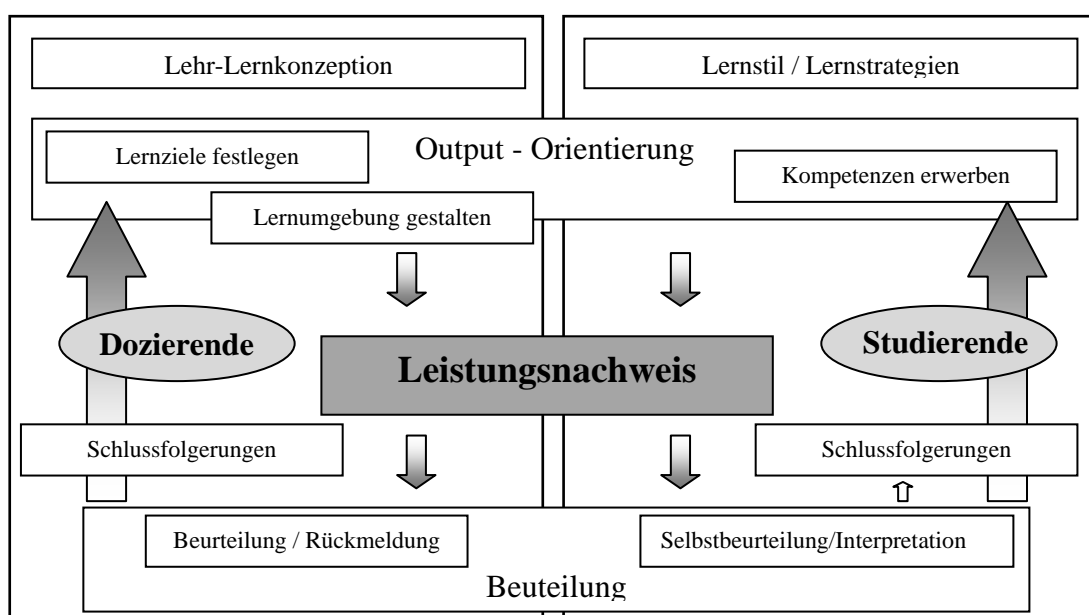 Lehr-Lernkonzeption
Lernstil / Lernstrategien
Lernziele festlegen
Output - Orientierung
Kompetenzen erwerben
Lernumgebung gestalten
Dozierende
Studierende
Leistungsnachweis
Schlussfolgerungen
Schlussfolgerungen
Beurteilung / Rückmeldung
Selbstbeurteilung/Interpretation
Beuteilung